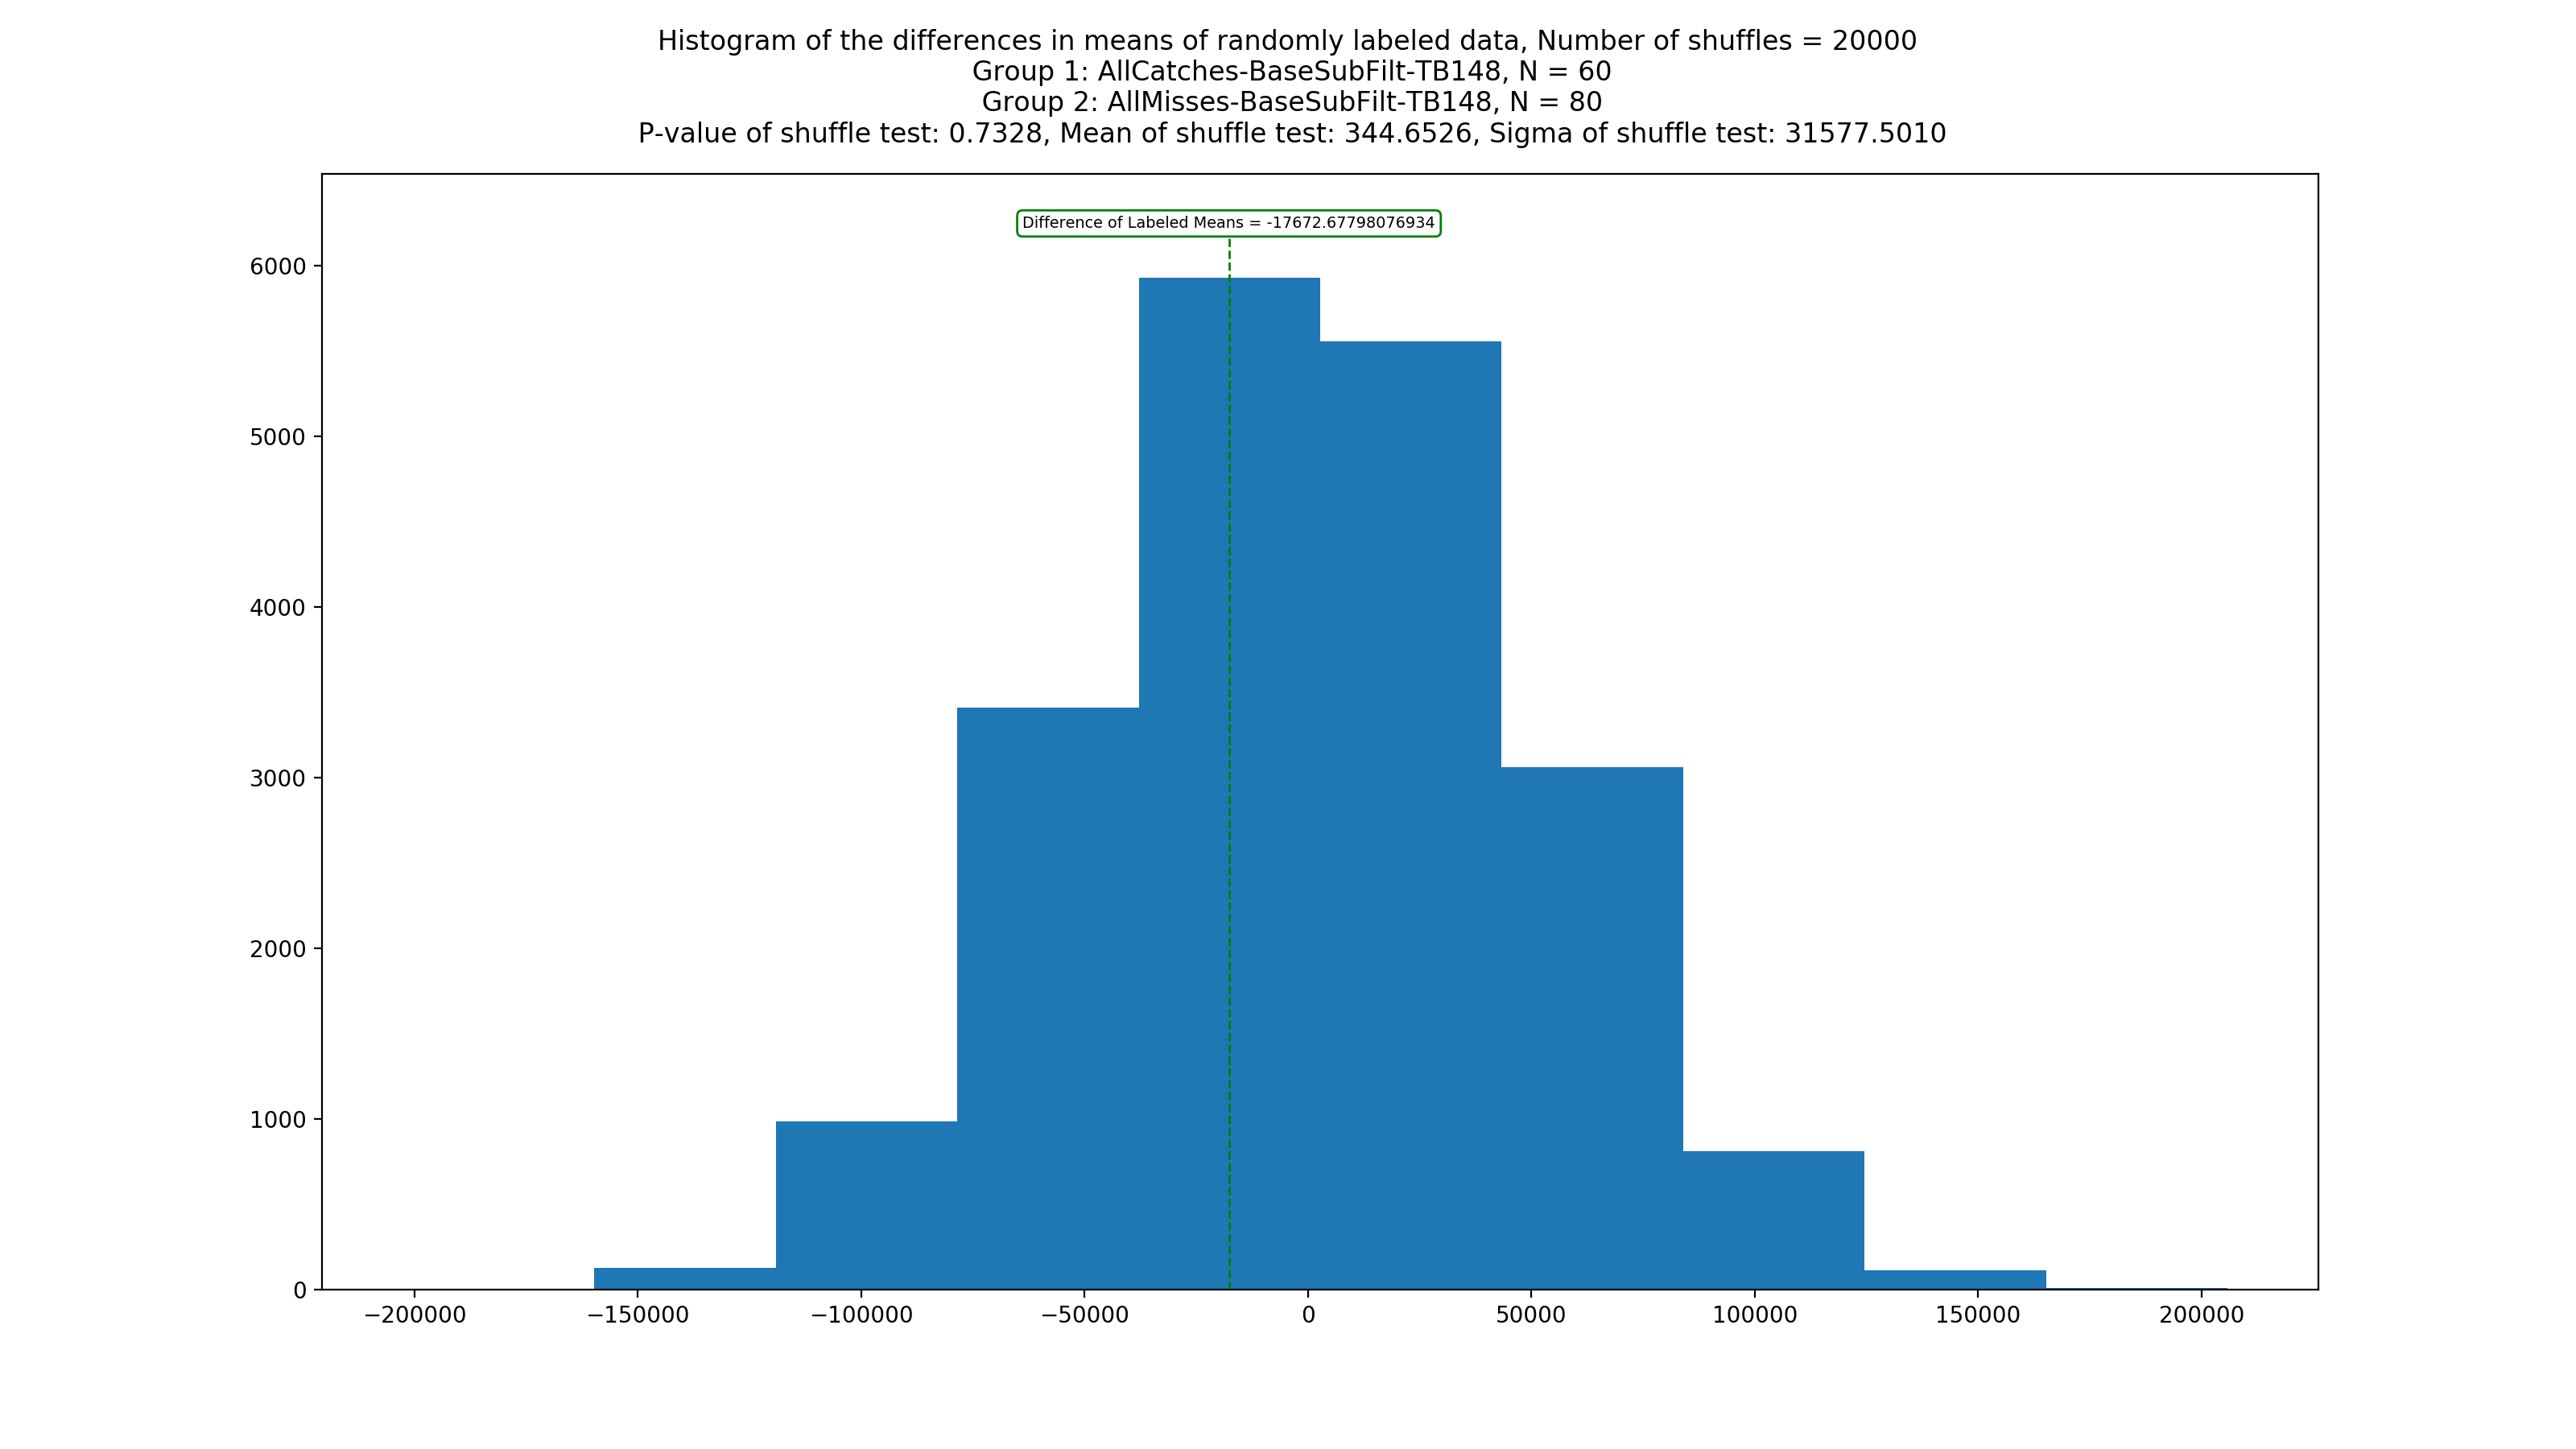 Histogram of the differences in means of randomly labeled data, Number of shuffles = 20000
Group 1: AllCatches-BaseSubFilt-TB148, N = 60
Group 2: AllMisses-BaseSubFilt-TB148, N = 80
P-value of shuffle test: 0.7328, Mean of shuffle test: 344.6526, Sigma of shuffle test: 31577.5010
Difference of Labeled Means = -17672.67798076934
6000
5000
4000
3000
2000
1000
0
−200000 −150000 −100000 −50000 0 50000 100000 150000 200000